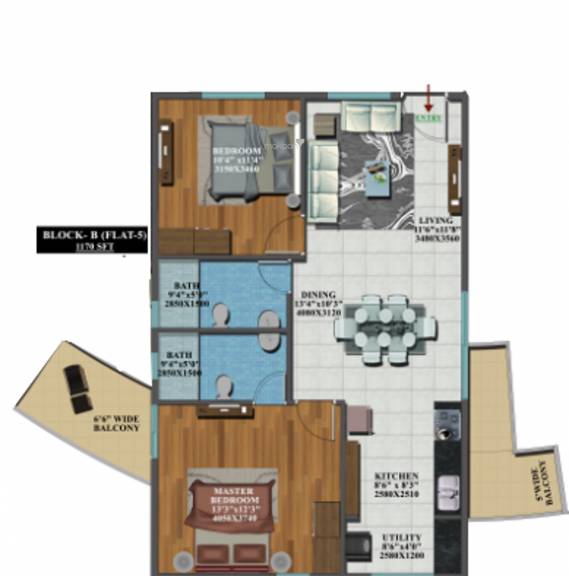 ENTRY
BEDROOM
10'4" x11'4"
3150X3460
LIVING
11'6"x11'8"
3480X3560
BLOCK- B (FLAT-5)
1170 SFT
BATH
9'4"x5'0"
2850X1500
DINING
13'4"x10'3"
4080X3120
BATH
9'4"x5'0"
2850X1500
6'6" WIDE
BALCONY
KITCHEN
8'6" x 8'3"
2580X2510
5'WIDE
BALCONY
MASTER
BEDROOM
13'3"x12'3"
4050X3740
UTILITY
8'6"x4'0"
2580X1200